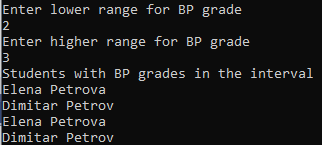 Enter lower range for BP grade
2
Enter higher range for BP grade
3
Students with BP grades in the interval
Elena Petrova
Dimitar Petrov
Elena Petrova
Dimitar Petrov